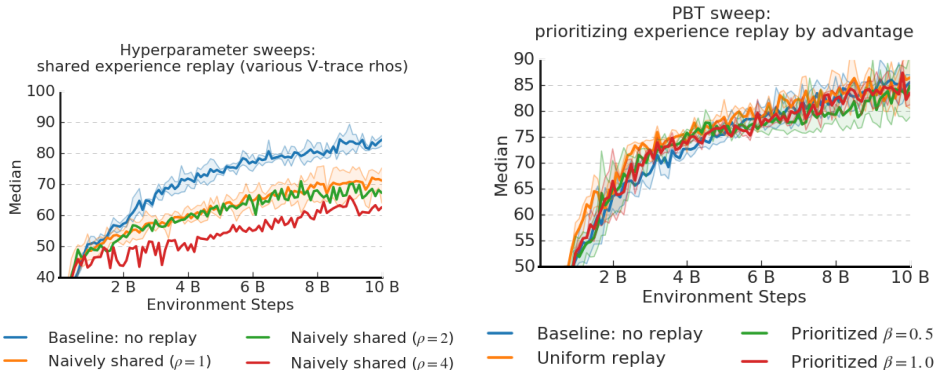 Hyperparameter sweeps:
shared experience replay (various V-trace rhos)
100
90
80
70
60
50
40
Median
2 B
4 B
6 B
8 B
10 B
Environment Steps
Baseline: no replay
Naively shared (ρ=1)
Naively shared (ρ=2)
Naively shared (ρ=4)
PBT sweep:
prioritizing experience replay by advantage
90
85
80
75
70
65
60
55
50
Median
2 B
4 B
6 B
8 B
10 B
Environment Steps
Baseline: no replay
Uniform replay
Prioritized β=0.5
Prioritized β=1.0